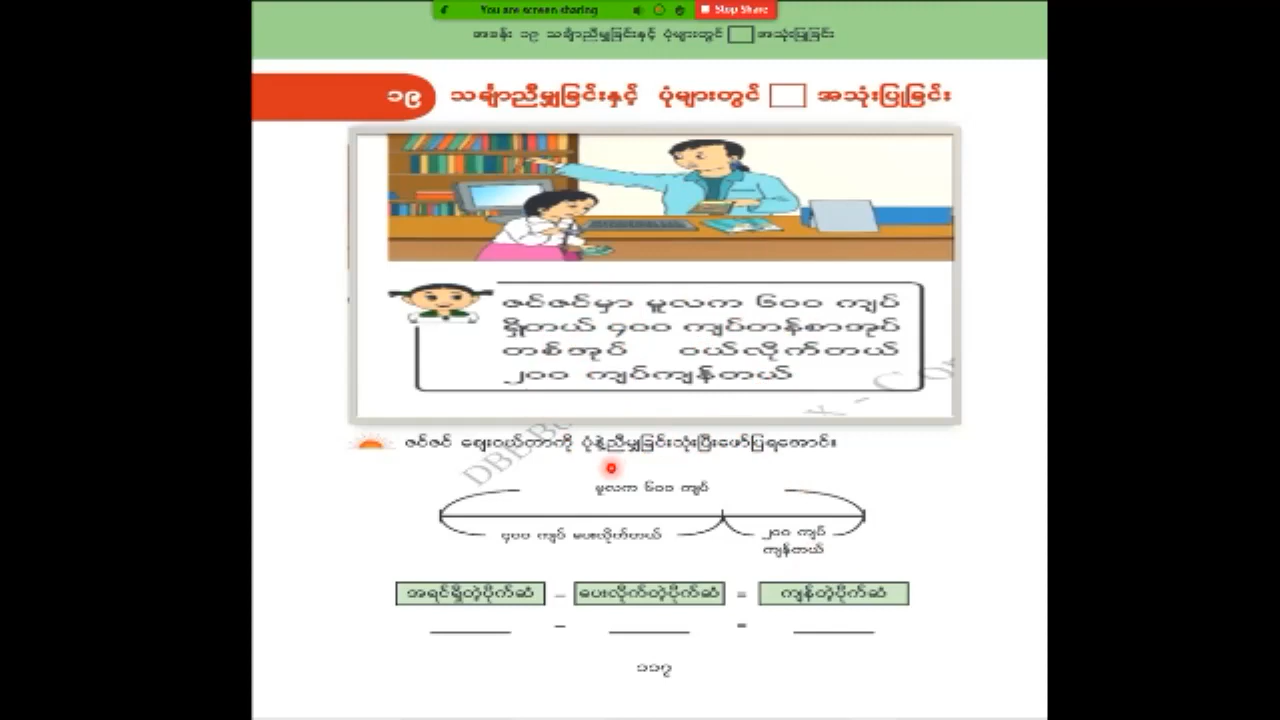 You are screen sharing
Stop Share
အခန်း ၁၉ သင်္ချာညီမျှခြင်းနှင့် ပုံများတွင် အသုံးပြုခြင်း
၁၉ သင်္ချာညီမျှခြင်းနှင့် ပုံများတွင် အသုံးပြုခြင်း
ဇင်ဇင်မှာ မူလက ၆၀၀ ကျပ်
ရှိတယ် ၄၀၀ ကျပ်တန်စာအုပ်
တစ်အုပ် ဝယ်လိုက်တယ်
၂၀၀ ကျပ်ကျန်တယ်
ဇင်ဇင် ဈေးဝယ်တာကို ပုံနဲ့ညီမျှခြင်းသုံးပြီးဖော်ပြရအောင်။
မူလက ၆၀၀ ကျပ်
၄၀၀ ကျပ် ပေးလိုက်တယ်
၂၀၀ ကျပ်
ကျန်တယ်
အရင်ရှိတဲ့ပိုက်ဆံ – ပေးလိုက်တဲ့ပိုက်ဆံ = ကျန်တဲ့ပိုက်ဆံ
– =
၁၁၇